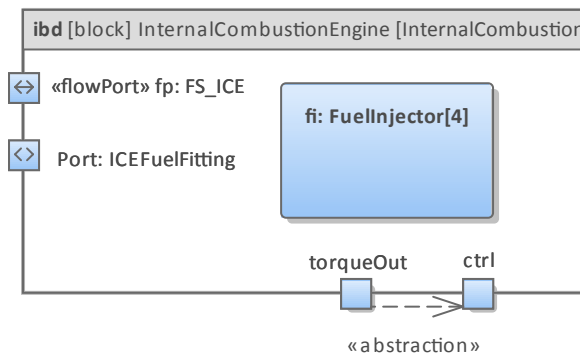 ibd [block] InternalCombustionEngine [InternalCombustion
«flowPort» fp: FS_ICE
fi: FuelInjector[4]
Port: ICEFuelFitting
torqueOut
ctrl
«abstraction»